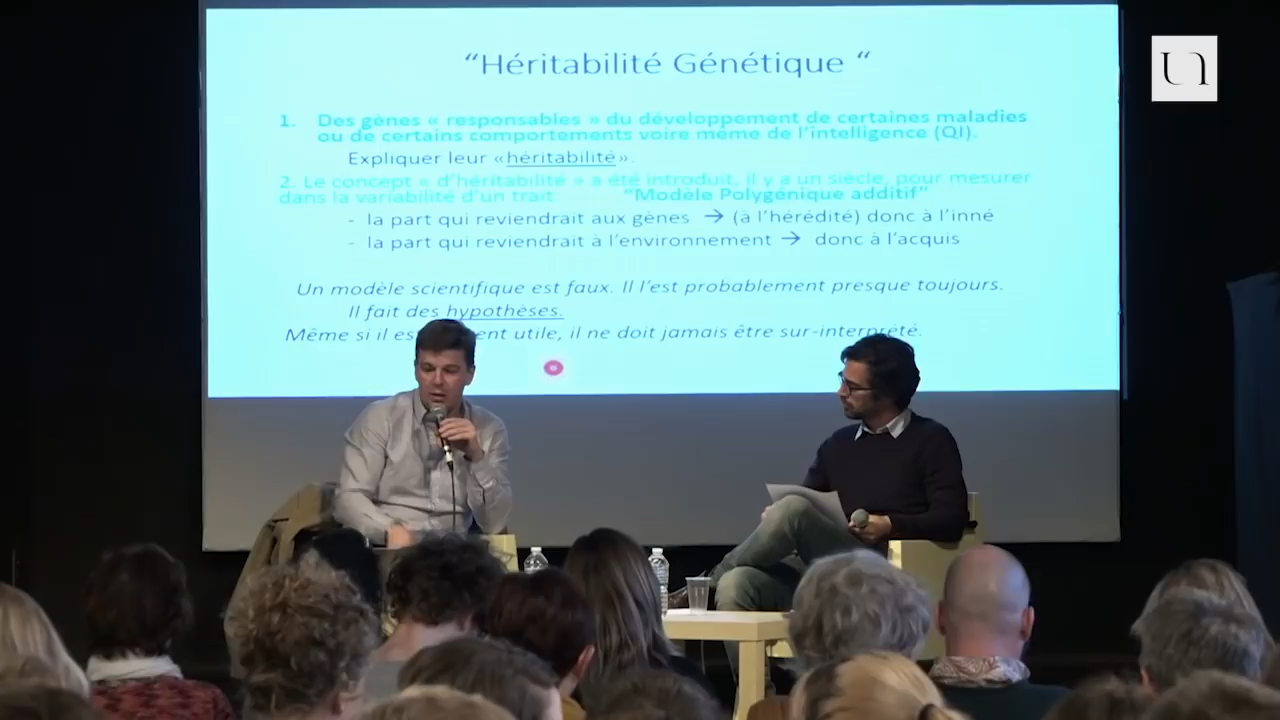 “Héritabilité Génétique “
1. Des gènes « responsables » du développement de certaines maladies
ou de certains comportements voire même de l’intelligence (QI).
Expliquer leur «héritabilité».
2. Le concept « d’héritabilité » a été introduit, il y a un siècle, pour mesurer
dans la variabilité d’un trait: “Modèle Polygénique additif”
- la part qui reviendrait aux gènes → (à l’hérédité) donc à l’inné
- la part qui reviendrait à l’environnement → donc à l’acquis
Un modèle scientifique est faux. Il l’est probablement presque toujours.
Il fait des hypothèses.
Même si il est utile, il ne doit jamais être sur-interprété.